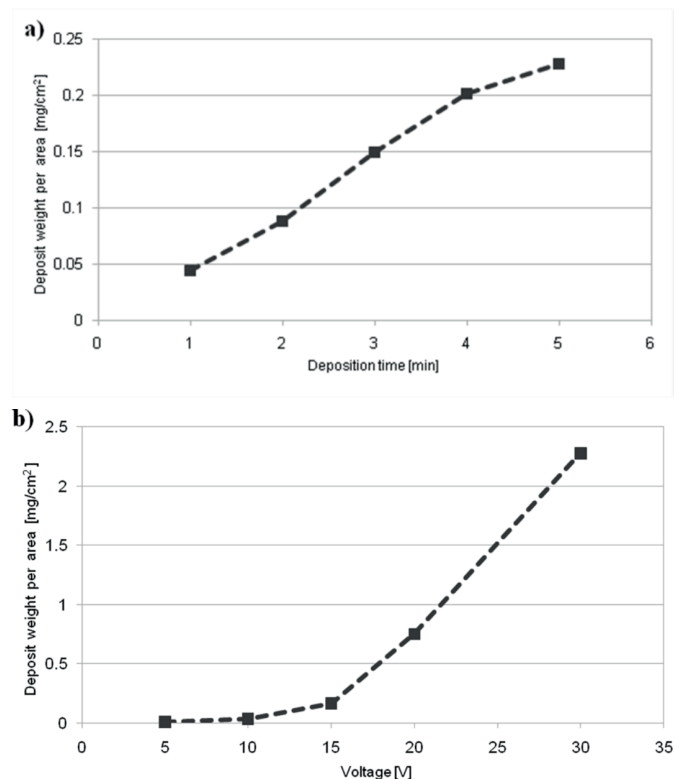 a)
0.25
0.2
0.15
0.1
0.05
0
Deposit weight per area [mg/cm²]
0 1 2 3 4 5 6
Deposition time [min]
b)
2.5
2
1.5
1
0.5
0
Deposit weight per area [mg/cm²]
0 5 10 15 20 25 30 35
Voltage [V]